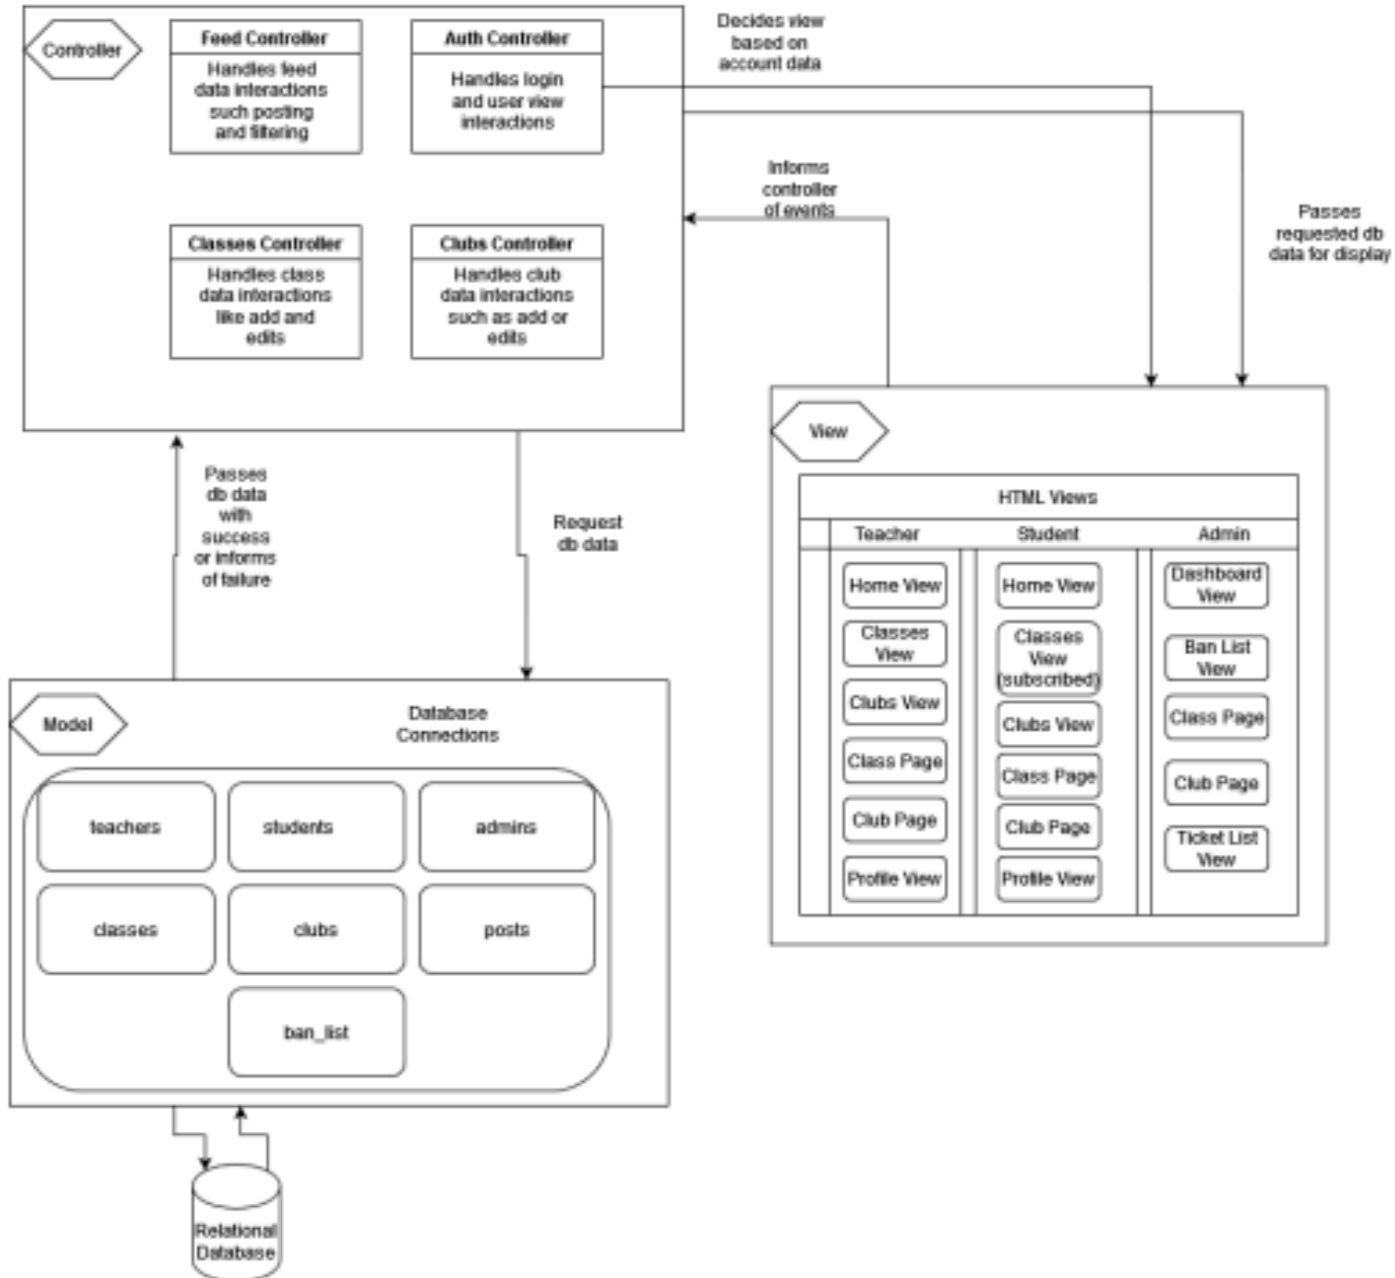 Controller
Feed Controller
Handles feed
data interactions
such posting
and filtering
Auth Controller
Handles login
and user view
interactions
Classes Controller
Handles class
data interactions
like add and
edits
Clubs Controller
Handles club
data interactions
such as add or
edits
Decides view
based on
account data
Informs
controller
of events
Passes
requested db
data for display
Passes
db data
with
success
or informs
of failure
Request
db data
View
HTML Views
Teacher
Home View
Classes
View
Clubs View
Class Page
Club Page
Profile View
Student
Home View
Classes
View
(subscribed)
Clubs View
Class Page
Club Page
Profile View
Admin
Dashboard
View
Ban List
View
Class Page
Club Page
Ticket List
View
Model
Database
Connections
teachers
students
admins
classes
clubs
posts
ban_list
Relational
Database